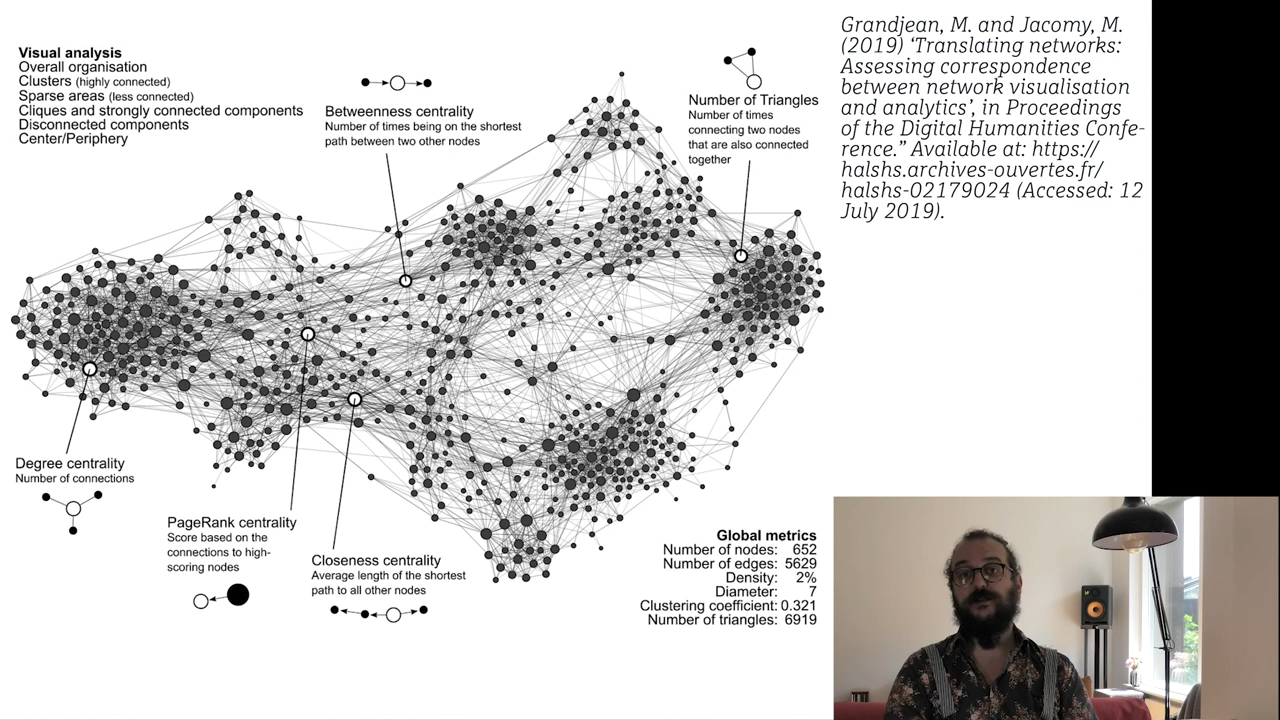 Visual analysis
Overall organisation
Clusters (highly connected)
Sparse areas (less connected)
Cliques and strongly connected components
Disconnected components
Center/Periphery
Betweenness centrality
Number of times being on the shortest
path between two other nodes
Number of Triangles
Number of times
connecting two nodes
that are also connected
together
Grandjean, M. and Jacomy, M.
(2019) ‘Translating networks:
Assessing correspondence
between network visualisation
and analytics’, in Proceedings
of the Digital Humanities Confe-
rence.” Available at: https://
halshs.archives-ouvertes.fr/
halshs-02179024 (Accessed: 12
July 2019).
Degree centrality
Number of connections
PageRank centrality
Score based on the
connections to high-
scoring nodes
Closeness centrality
Average length of the shortest
path to all other nodes
Global metrics
Number of nodes: 652
Number of edges: 5629
Density: 2%
Diameter: 7
Clustering coefficient: 0.321
Number of triangles: 6919